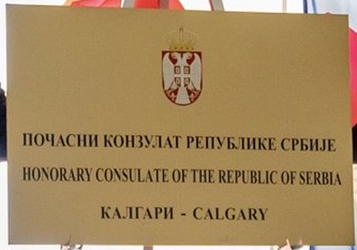 ПОЧАСНИ КОНЗУЛАТ РЕПУБЛИКЕ СРБИЈЕ
HONORARY CONSULATE OF THE REPUBLIC OF SERBIA
КАЛГАРИ - CALGARY